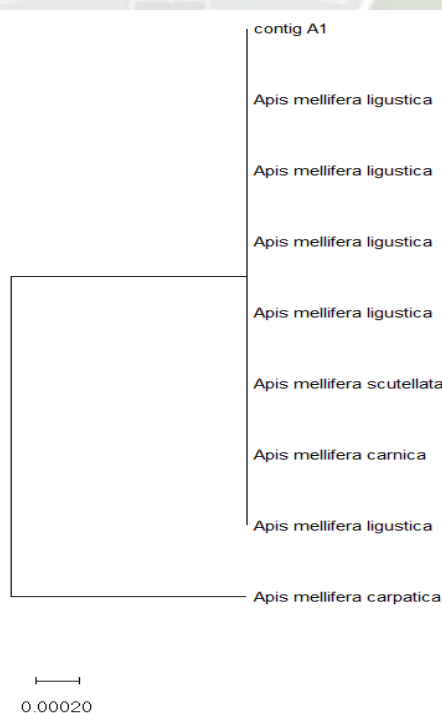 contig A1
Apis mellifera ligustica
Apis mellifera ligustica
Apis mellifera ligustica
Apis mellifera ligustica
Apis mellifera scutellata
Apis mellifera carnica
Apis mellifera ligustica
Apis mellifera carpatica
0.00020